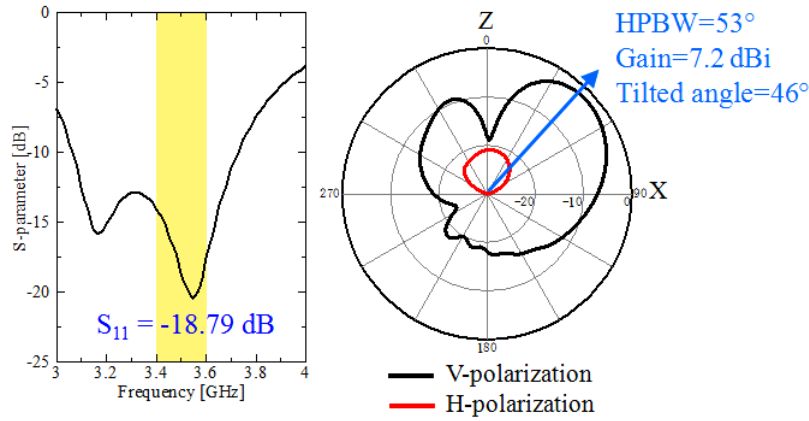 0
-5
-10
-15
-20
-25
S-parameter [dB]
3
3.2
3.4
3.6
3.8
4
Frequency [GHz]
S11 = -18.79 dB
Z
0
270
-20
-10
0
90
X
180
HPBW=53°
Gain=7.2 dBi
Tilted angle=46°
V-polarization
H-polarization